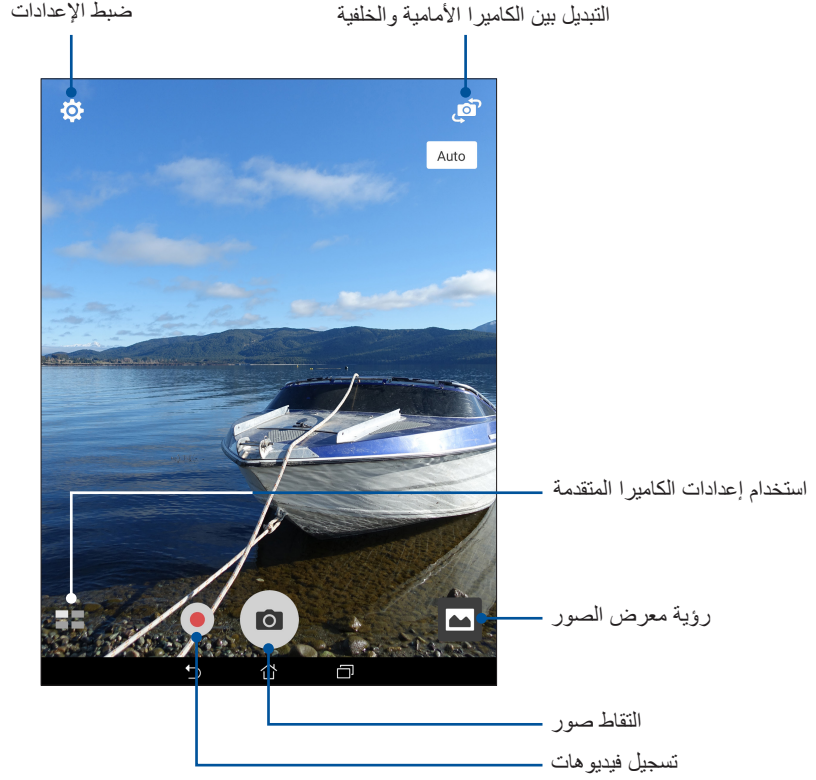 ضبط الإعدادات
التبديل بين الكاميرا الأمامية والخلفية
Auto
استخدام إعدادات الكاميرا المتقدمة
رؤية معرض الصور
التقاط صور
تسجيل فيديوهات